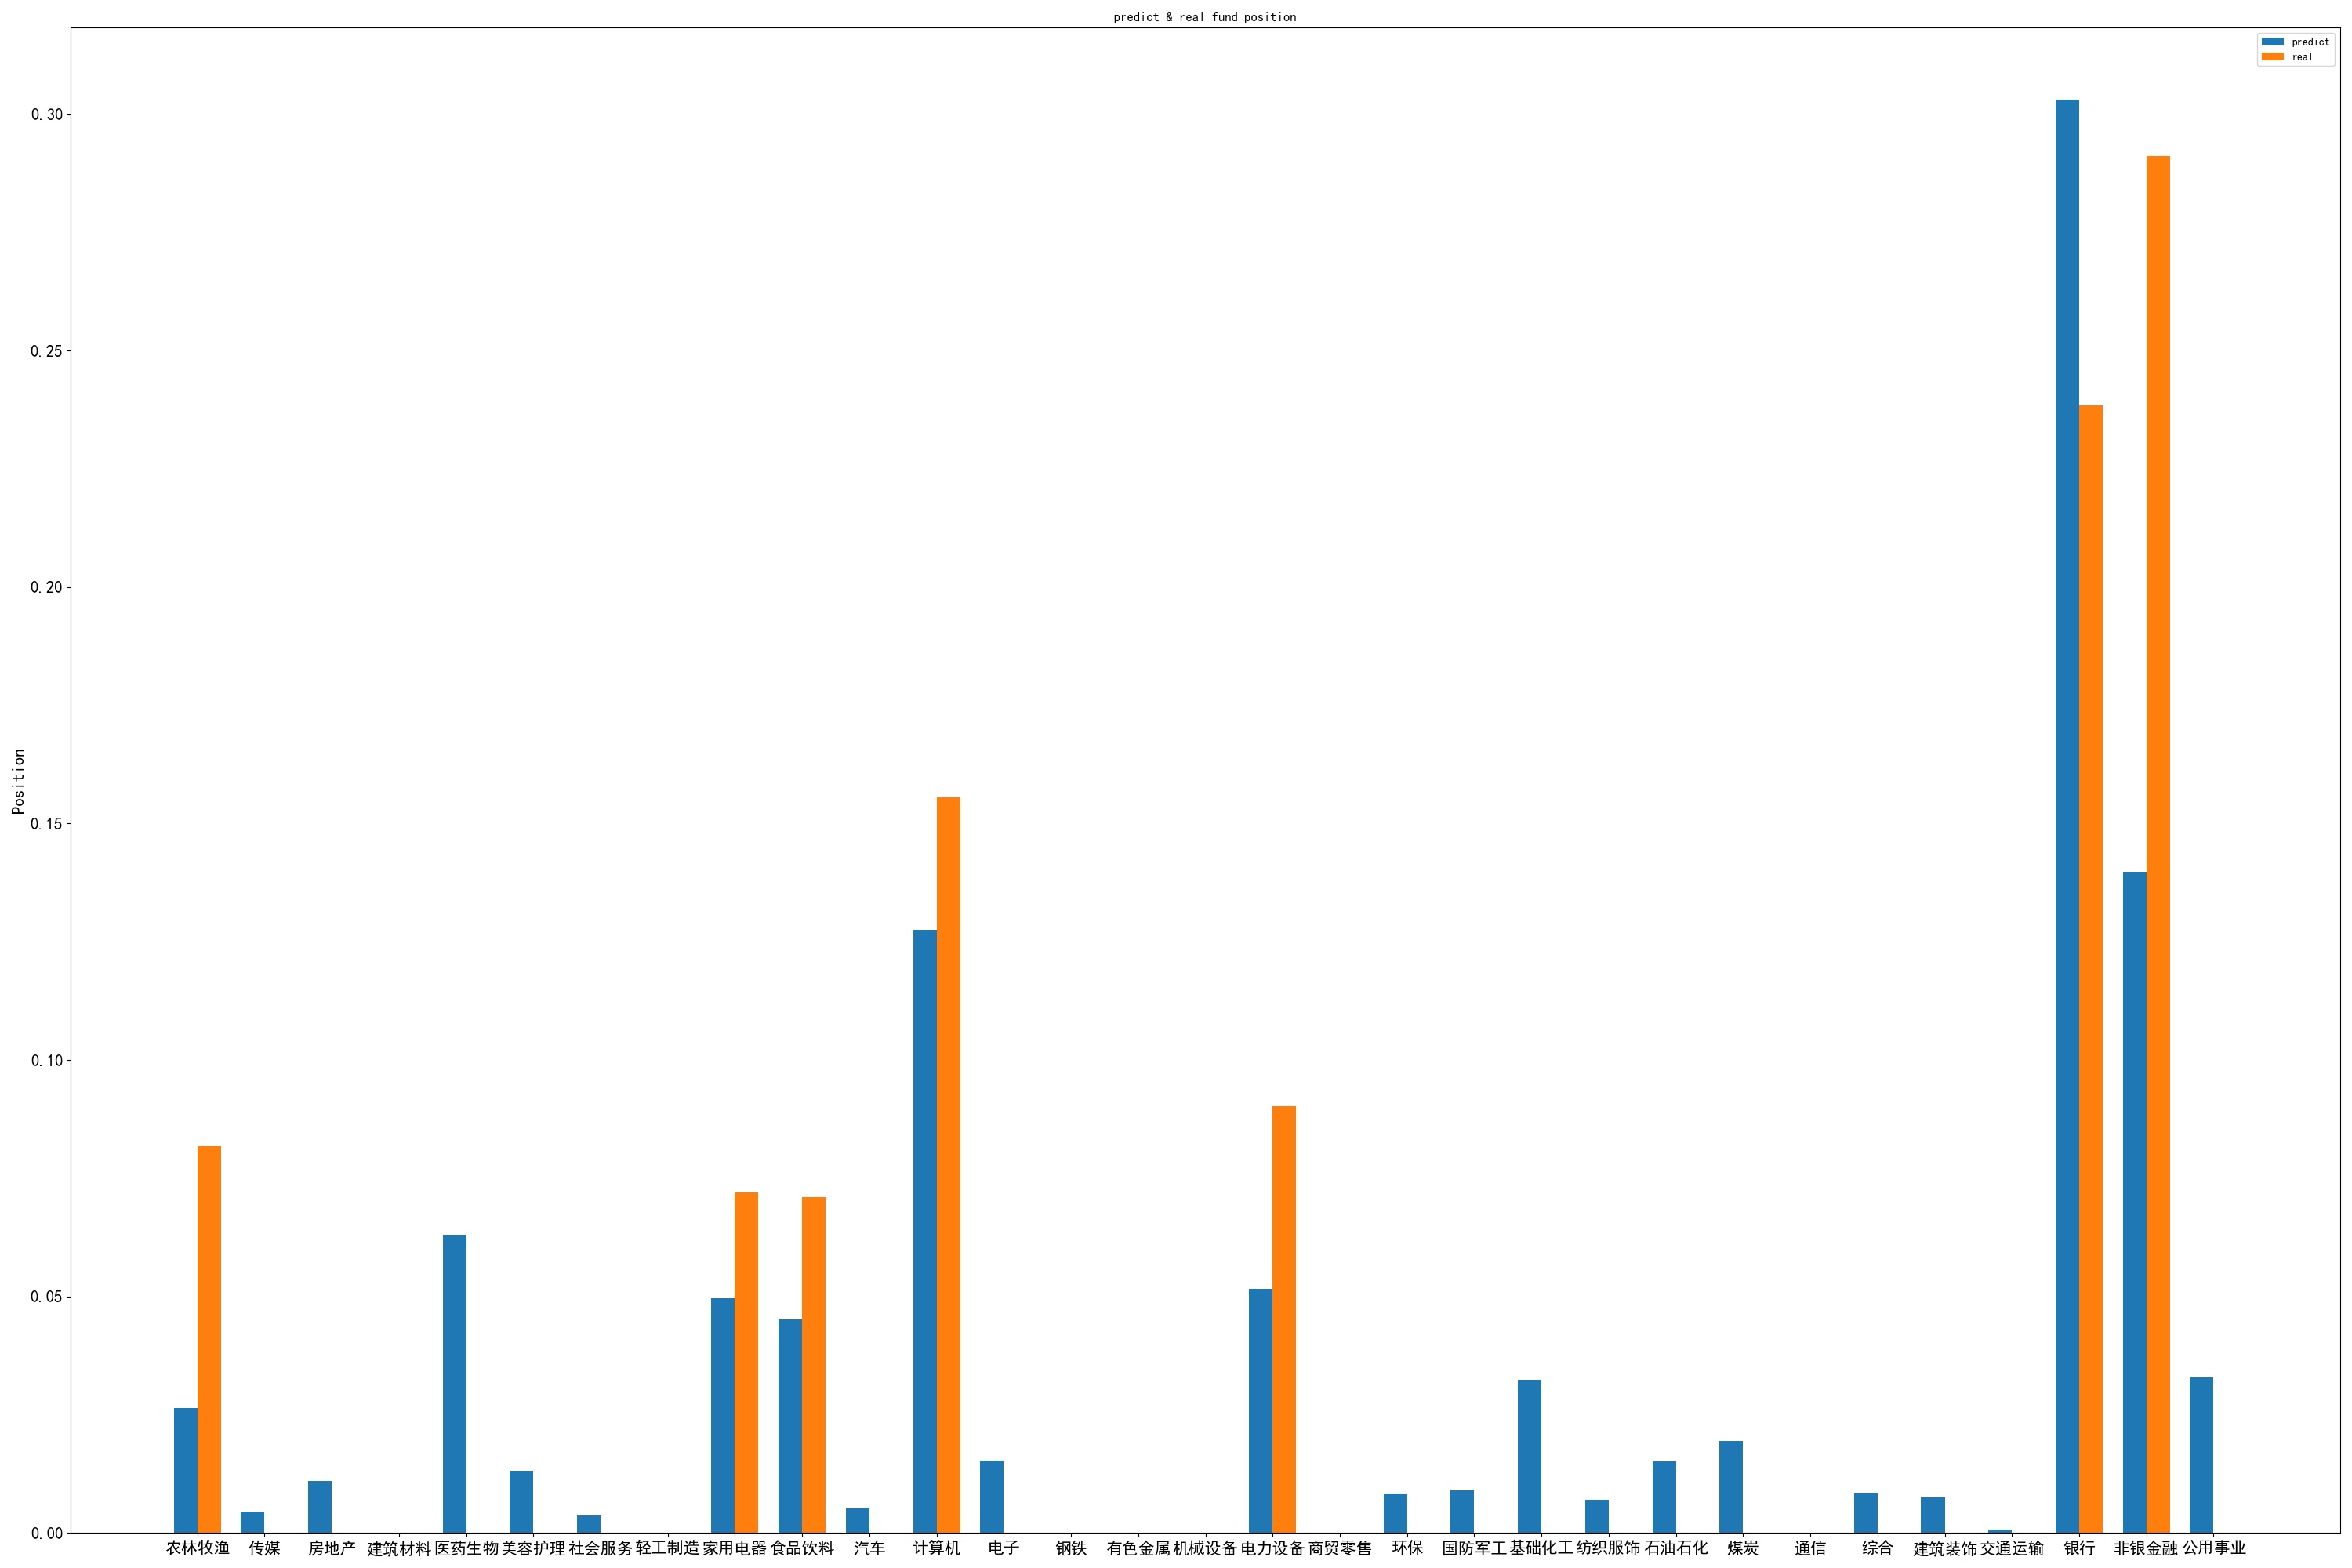 predict & real fund position
predict
real
0.30
0.25
0.20
0.15
0.10
0.05
0.00
Position
农林牧渔 传媒 房地产 建筑材料 医药生物 美容护理 社会服务 轻工制造 家用电器 食品饮料 汽车 计算机 电子 钢铁 有色金属 机械设备 电力设备 商贸零售 环保 国防军工 基础化工 纺织服饰 石油石化 煤炭 通信 综合 建筑装饰 交通运输 银行 非银金融 公用事业